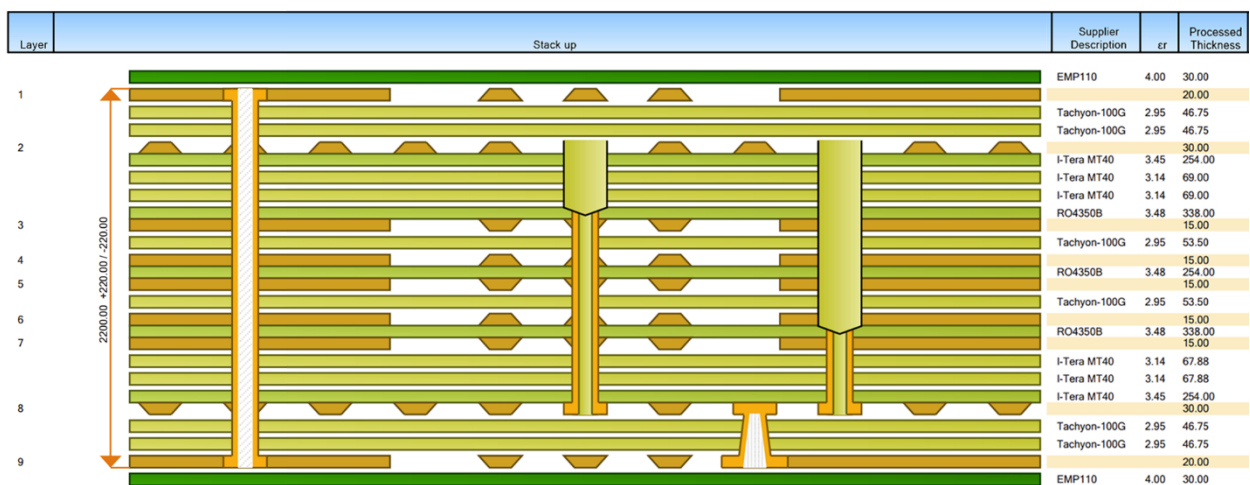 Layer Stack up Supplier Description εr Processed Thickness
EMP110 4.00 30.00
1 20.00
Tachyon-100G 2.95 46.75
Tachyon-100G 2.95 46.75
2 30.00
I-Tera MT40 3.45 254.00
I-Tera MT40 3.14 69.00
I-Tera MT40 3.14 69.00
RO4350B 3.48 338.00
3 15.00
Tachyon-100G 2.95 53.50
4 15.00
RO4350B 3.48 254.00
5 15.00
2200.00 +220.00 / -220.00
Tachyon-100G 2.95 53.50
6 15.00
RO4350B 3.48 338.00
7 15.00
I-Tera MT40 3.14 67.88
I-Tera MT40 3.14 67.88
I-Tera MT40 3.45 254.00
8 30.00
Tachyon-100G 2.95 46.75
Tachyon-100G 2.95 46.75
9 20.00
EMP110 4.00 30.00